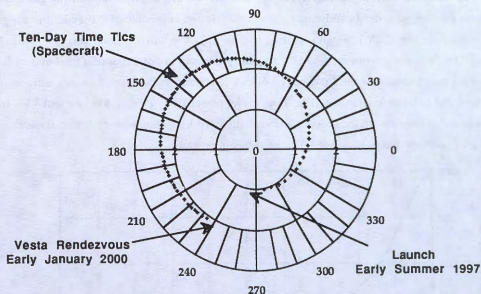 90
120
60
Ten-Day Time Tics
(Spacecraft)
150
30
180
0
0
210
330
Vesta Rendezvous
Early January 2000
Launch
Early Summer 1997
240
300
270